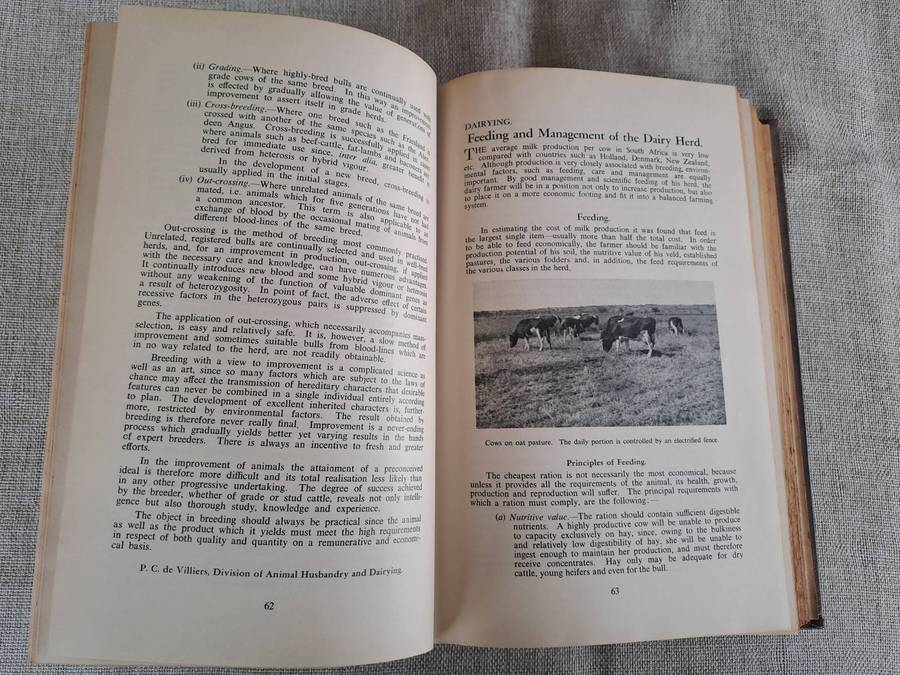 (ii) Grading.—Where highly-bred bulls are continually used with
grade cows of the same breed. In this way an improvement
is effected by gradually allowing the value of generations of
improvement to assert itself in grade herds.
(iii) Cross-breeding.—Where one breed such as the Friesland is
crossed with another of the same species such as the Aber-
deen Angus. Cross-breeding is successfully applied in cases
where animals such as beef-cattle, fat-lambs and baconers are
bred for immediate use since, inter alia, greater benefit is
derived from heterosis or hybrid vigour.
In the development of a new breed, cross-breeding is
usually applied in the initial stages.
(iv) Out-crossing.—Where unrelated animals of the same breed are
mated, i.e. animals which for five generations have not had
a common ancestor. This term is also applicable to an
exchange of blood by the occasional mating of animals from
different blood-lines of the same breed.
Out-crossing is the method of breeding most commonly practised.
Unrelated, registered bulls are continually selected and used in well-bred
herds, and, for an improvement in production, out-crossing, if applied
with the necessary care and knowledge, can have numerous advantages.
It continually introduces new blood and some hybrid vigour or heterosis
without any weakening of the function of valuable dominant genes as
a result of heterozygosity. In point of fact, the adverse effect of certain
recessive factors in the heterozygous pairs is suppressed by dominant
genes.
The application of out-crossing, which necessarily accompanies mass-
selection, is easy and relatively safe. It is, however, a slow method of
improvement and sometimes suitable bulls from blood-lines which are
in no way related to the herd, are not readily obtainable.
Breeding with a view to improvement is a complicated science as
well as an art, since so many factors which are subject to the laws of
chance may affect the transmission of hereditary characters that desirable
features can never be combined in a single individual entirely according
to plan. The development of excellent inherited characters is, further-
more, restricted by environmental factors. The result obtained by
breeding is therefore never really final. Improvement is a never-ending
process which gradually yields better yet varying results in the hands
of expert breeders. There is always an incentive to fresh and greater
efforts.
In the improvement of animals the attainment of a preconceived
ideal is therefore more difficult and its total realisation less likely than
in any other progressive undertaking. The degree of success achieved
by the breeder, whether of grade or stud cattle, reveals not only intelli-
gence but also thorough study, knowledge and experience.
The object in breeding should always be practical since the animal
as well as the product which it yields must meet the high requirements
in respect of both quality and quantity on a remunerative and economi-
cal basis.
P. C. de Villiers, Division of Animal Husbandry and Dairying.
62
DAIRYING.
Feeding and Management of the Dairy Herd.
THE average milk production per cow in South Africa is very low
compared with countries such as Holland, Denmark, New Zealand,
etc. Although production is very closely associated with breeding, environ-
mental factors, such as feeding, care and management are equally
important. By good management and scientific feeding of his herd, the
dairy farmer will be in a position not only to increase production, but also
to place it on a more economic footing and fit it into a balanced farming
system.
Feeding.
In estimating the cost of milk production it was found that feed is
the largest single item—usually more than half the total cost. In order
to be able to feed economically, the farmer should be familiar with the
production potential of his soil, the nutritive value of his veld, established
pastures, the various fodders and, in addition, the feed requirements of
the various classes in the herd.
Cows on oat pasture. The daily portion is controlled by an electrified fence.
Principles of Feeding.
The cheapest ration is not necessarily the most economical, because
unless it provides all the requirements of the animal, its health, growth,
production and reproduction will suffer. The principal requirements with
which a ration must comply, are the following:—
(a) Nutritive value.—The ration should contain sufficient digestible
nutrients. A highly productive cow will be unable to produce
to capacity exclusively on hay, since, owing to the bulkiness
and relatively low digestibility of hay, she will be unable to
ingest enough to maintain her production, and must therefore
receive concentrates. Hay only may be adequate for dry
cattle, young heifers and even for the bull.
63